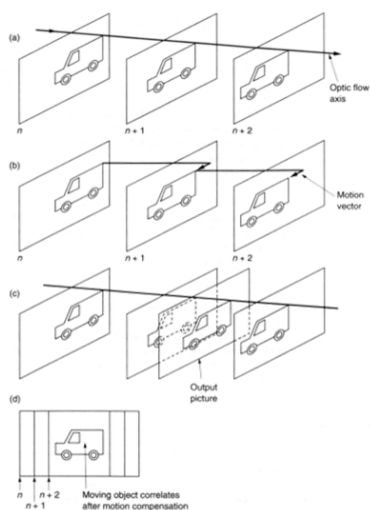 (a)
Optic flow
axis
n
n + 1
n + 2
(b)
Motion
vector
n
n + 1
n + 2
(c)
Output
picture
(d)
n
n + 1
n + 2
Moving object correlates
after motion compensation